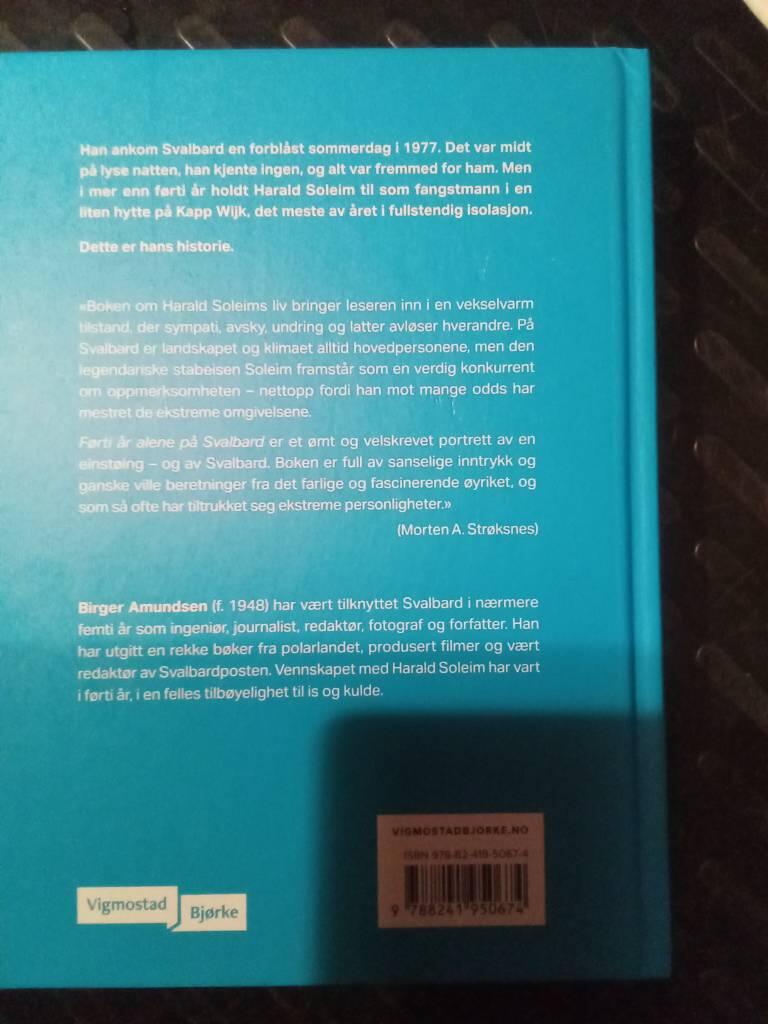 Han ankom Svalbard en forblåst sommerdag i 1977. Det var midt
på lyse natten, han kjente ingen, og alt var fremmed for ham. Men
i mer enn førti år holdt Harald Soleim til som fangstmann i en
liten hytte på Kapp Wijk, det meste av året i fullstendig isolasjon.
Dette er hans historie.
«Boken om Harald Soleims liv bringer leseren inn i en vekselvarm
tilstand, der sympati, avsky, undring og latter avløser hverandre. På
Svalbard er landskapet og klimaet alltid hovedpersonene, men den
legendariske stabeisen Soleim framstår som en verdig konkurrent
om oppmerksomheten – nettopp fordi han mot mange odds har
mestret de ekstreme omgivelsene.
Førti år alene på Svalbard er et ømt og velskrevet portrett av en
einstøing – og av Svalbard. Boken er full av sanselige inntrykk og
ganske ville beretninger fra det farlige og fascinerende øyriket, og
som så ofte har tiltrukket seg ekstreme personligheter.»
(Morten A. Strøksnes)
Birger Amundsen (f. 1948) har vært tilknyttet Svalbard i nærmere
femti år som ingeniør, journalist, redaktør, fotograf og forfatter. Han
har utgitt en rekke bøker fra polarlandet, produsert filmer og vært
redaktør av Svalbardposten. Vennskapet med Harald Soleim har vart
i førti år, i en felles tilbøyelighet til is og kulde.
VIGMOSTADBJORKE.NO
ISBN 978-82-419-5067-4
9 788241 950674
Vigmostad
Bjørke